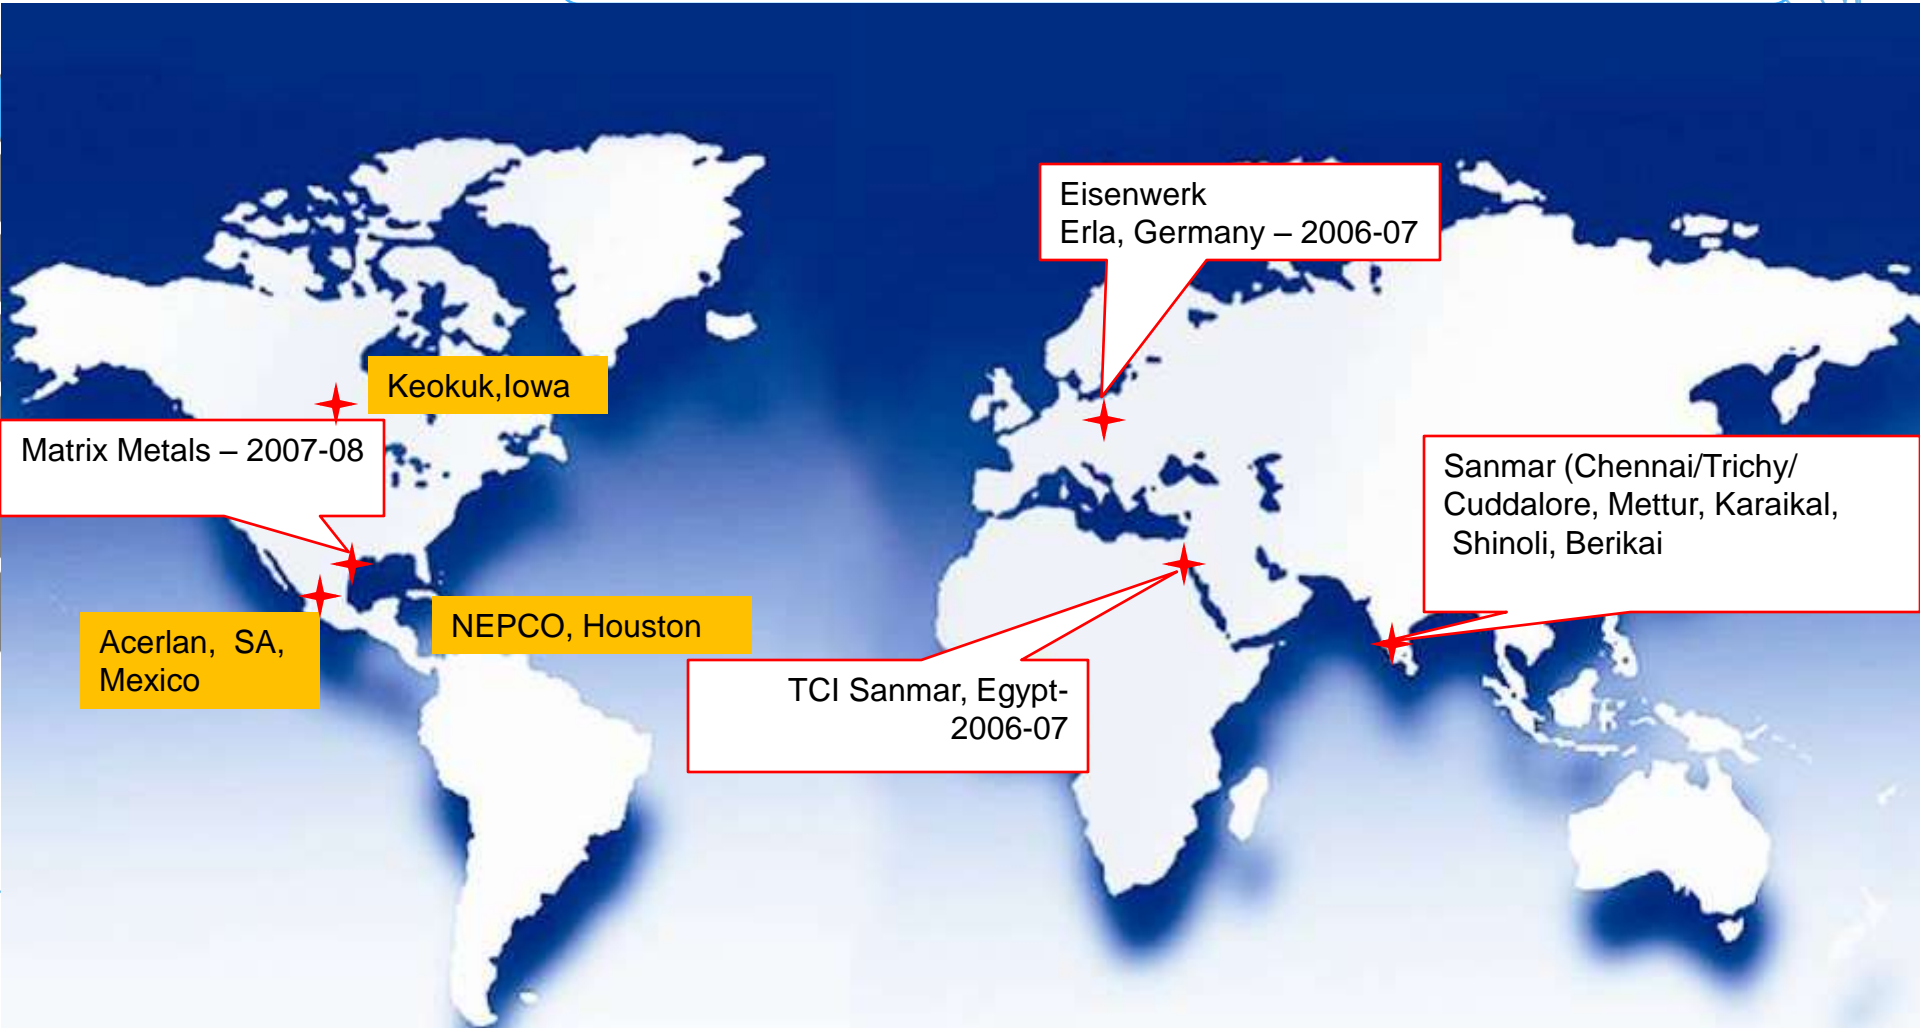 Eisenwerk
Erla, Germany – 2006-07
Keokuk,Iowa
Matrix Metals – 2007-08
Sanmar (Chennai/Trichy/
Cuddalore, Mettur, Karaikal,
Shinoli, Berikai
NEPCO, Houston
Acerlan, SA,
Mexico
TCI Sanmar, Egypt-
2006-07